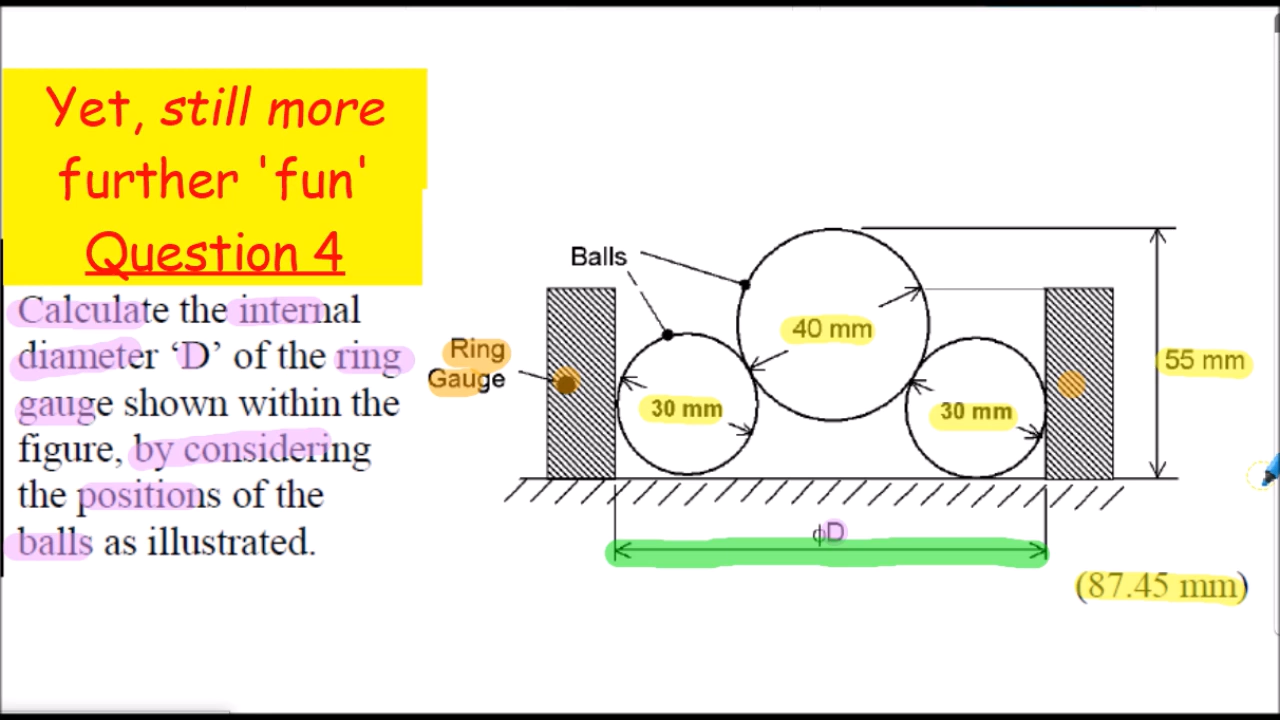 Yet, still more
further 'fun'
Question 4
Calculate the internal
diameter ‘D’ of the ring
gauge shown within the
figure, by considering
the positions of the
balls as illustrated.
Balls
Ring
Gauge
40 mm
30 mm
30 mm
55 mm
ϕD
(87.45 mm)